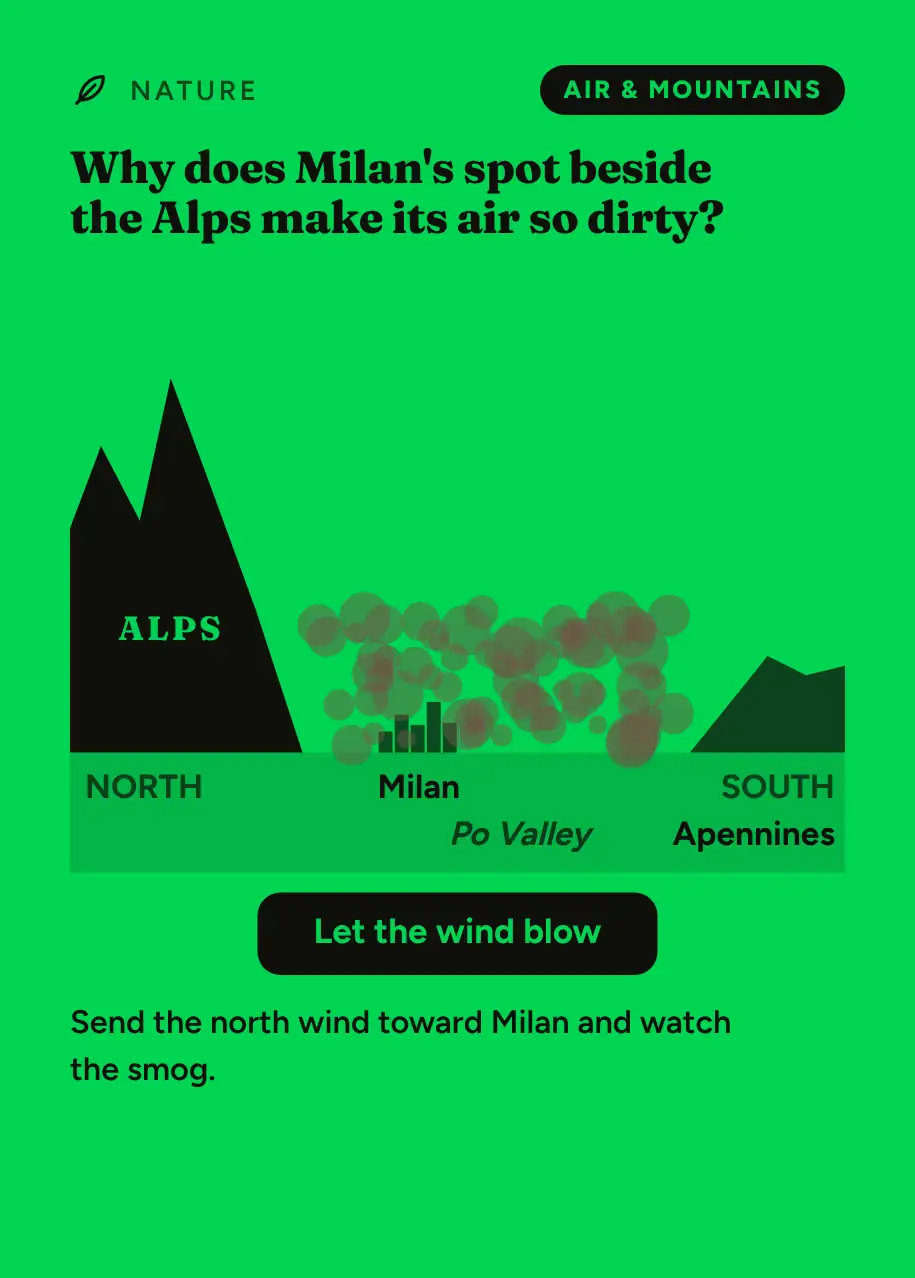 NATURE
AIR & MOUNTAINS
Why does Milan's spot beside
the Alps make its air so dirty?
ALPS
NORTH
Milan
SOUTH
Po Valley
Apennines
Let the wind blow
Send the north wind toward Milan and watch
the smog.